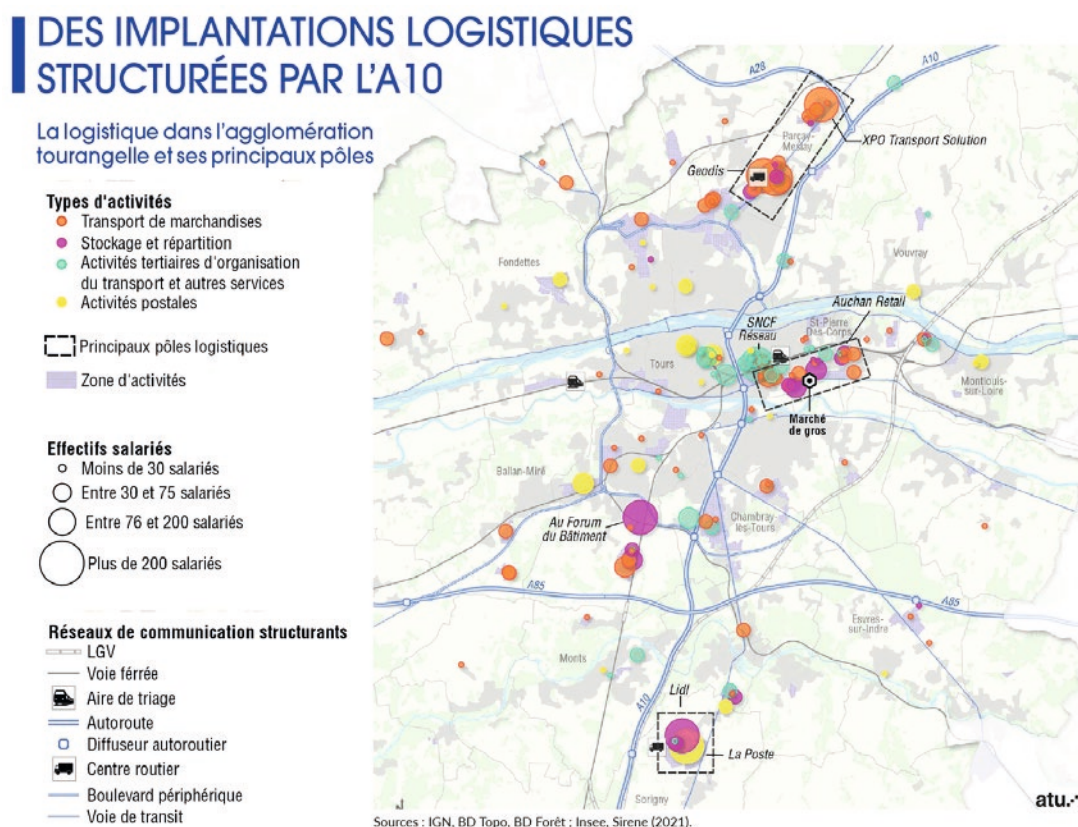 DES IMPLANTATIONS LOGISTIQUES
STRUCTURÉES PAR L'A10
La logistique dans l'agglomération
tourangelle et ses principaux pôles
Types d'activités
Transport de marchandises
Stockage et répartition
Activités tertiaires d'organisation
du transport et autres services
Activités postales
Principaux pôles logistiques
Zone d'activités
Effectifs salariés
Moins de 30 salariés
Entre 30 et 75 salariés
Entre 76 et 200 salariés
Plus de 200 salariés
Réseaux de communication structurants
LGV
Voie ferrée
Aire de triage
Autoroute
Diffuseur autoroutier
Centre routier
Boulevard périphérique
Voie de transit
A28
A10
Parçay-
Meslay
XPO Transport Solution
Geodis
Fondettes
Vouvray
Auchan Retail
SNCF
Réseau
St-Pierre
Des-Corps
Tours
Montlouis-
sur-Loire
Marché
de gros
Ballan-Miré
Au Forum
du Bâtiment
Chambray
lès-Tours
A85
A85
Esvres-
sur-Indre
Monts
A10
Lidl
La Poste
Sorigny
atu.
Sources : IGN, BD Topo, BD Forêt ; Insee, Sirene (2021).